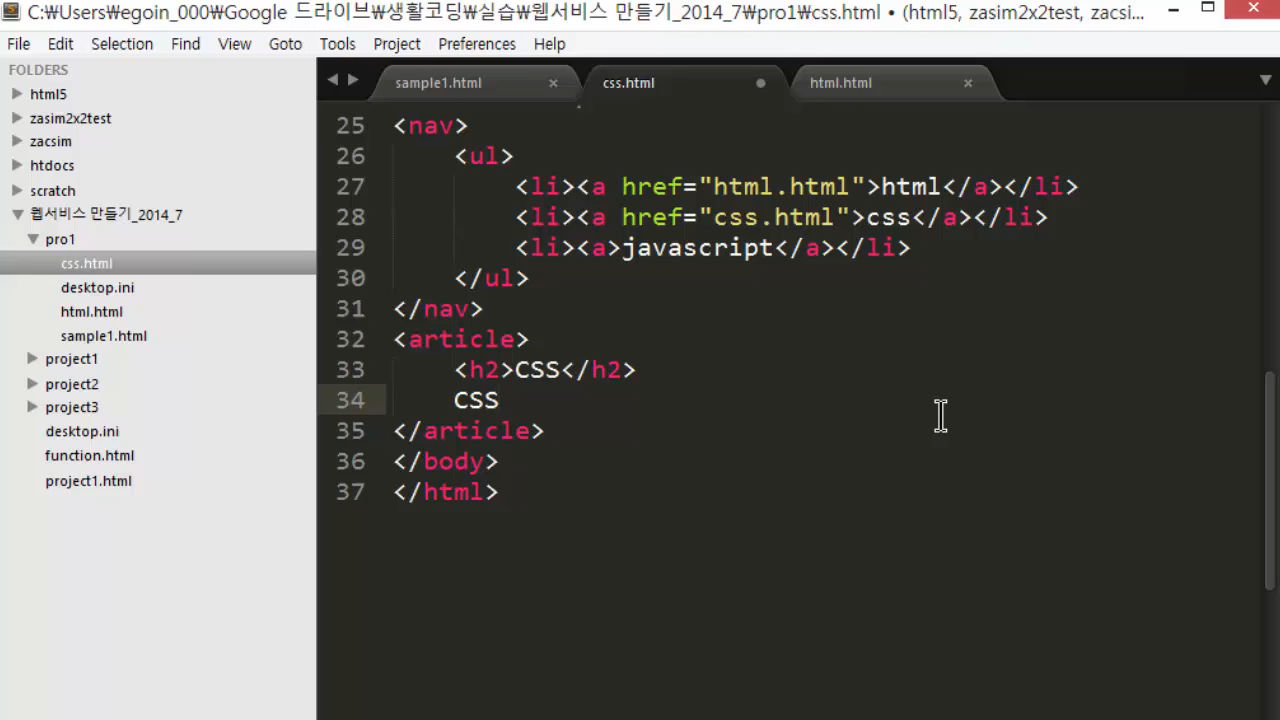 C:₩Users₩egoin_000₩Google 드라이브₩생활코딩₩실습₩웹서비스 만들기_2014_7₩pro1₩css.html • (html5, zasim2x2test, zacsi...
File Edit Selection Find View Goto Tools Project Preferences Help
FOLDERS
html5
zasim2x2test
zacsim
htdocs
scratch
웹서비스 만들기_2014_7
pro1
css.html
desktop.ini
html.html
sample1.html
project1
project2
project3
desktop.ini
function.html
project1.html
sample1.html × css.html html.html ×
25 <nav>
26 <ul>
27 <li><a href="html.html">html</a></li>
28 <li><a href="css.html">css</a></li>
29 <li><a>javascript</a></li>
30 </ul>
31 </nav>
32 <article>
33 <h2>CSS</h2>
34 CSS
35 </article>
36 </body>
37 </html>